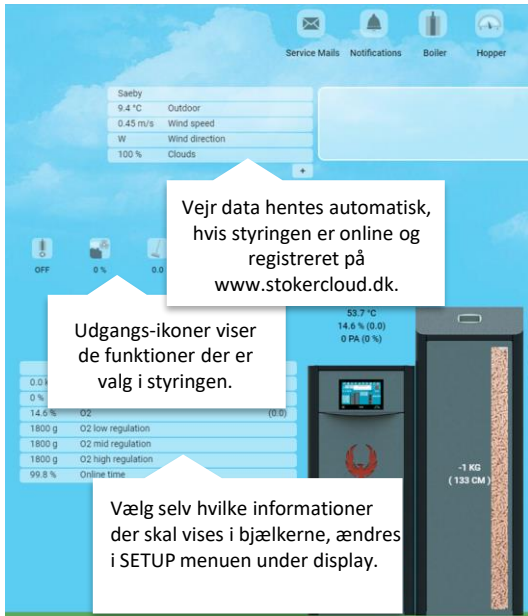 Service Mails Notifications Boiler Hopper
Saeby
9.4 °C Outdoor
0.45 m/s Wind speed
W Wind direction
100 % Clouds
+
Vejr data hentes automatisk,
hvis styringen er online og
registreret på
www.stokercloud.dk.
OFF 0 % 0.0
Udgangs-ikoner viser
de funktioner der er
valg i styringen.
53.7 °C
14.6 % (0.0)
0 PA (0 %)
0.0
0 %
14.6 % O2 (0.0)
1800 g O2 low regulation
1800 g O2 mid regulation
1800 g O2 high regulation
99.8 % Online time
-1 KG
( 133 CM )
Vælg selv hvilke informationer
der skal vises i bjælkerne, ændres
i SETUP menuen under display.